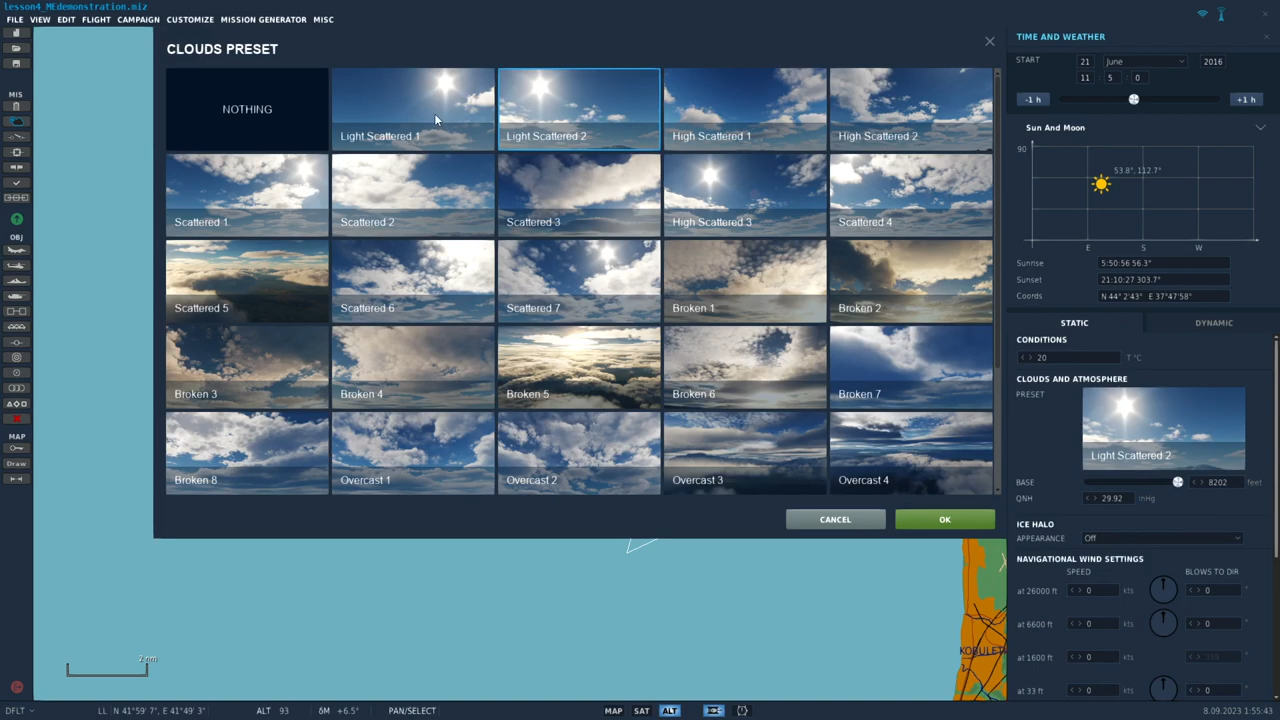 lesson4_MEdemonstration.miz
FILE VIEW EDIT FLIGHT CAMPAIGN CUSTOMIZE MISSION GENERATOR MISC
MIS
OBJ
MAP
Draw
CLOUDS PRESET
NOTHING
Light Scattered 1
Light Scattered 2
High Scattered 1
High Scattered 2
Scattered 1
Scattered 2
Scattered 3
High Scattered 3
Scattered 4
Scattered 5
Scattered 6
Scattered 7
Broken 1
Broken 2
Broken 3
Broken 4
Broken 5
Broken 6
Broken 7
Broken 8
Overcast 1
Overcast 2
Overcast 3
Overcast 4
CANCEL OK
2 nm
KOBULET
TIME AND WEATHER
START 21 June 2016
11 : 5 : 0
-1 h +1 h
Sun And Moon
90
53.8°, 112.7°
E S W
Sunrise 5:50:56 56.3°
Sunset 21:10:27 303.7°
Coords N 44° 2'43" E 37°47'58"
STATIC DYNAMIC
CONDITIONS
20 T °C
CLOUDS AND ATMOSPHERE
PRESET
Light Scattered 2
BASE 8202 feet
QNH 29.92 inHg
ICE HALO
APPEARANCE Off
NAVIGATIONAL WIND SETTINGS
SPEED BLOWS TO DIR
at 26000 ft 0 kts 0 °
at 6600 ft 0 kts 0 °
at 1600 ft 0 kts
at 33 ft 0 kts 0 °
DFLT LL N 41°59' 7", E 41°49' 3" ALT 93 δM +6.5° PAN/SELECT MAP SAT ALT 8.09.2023 1:55:43